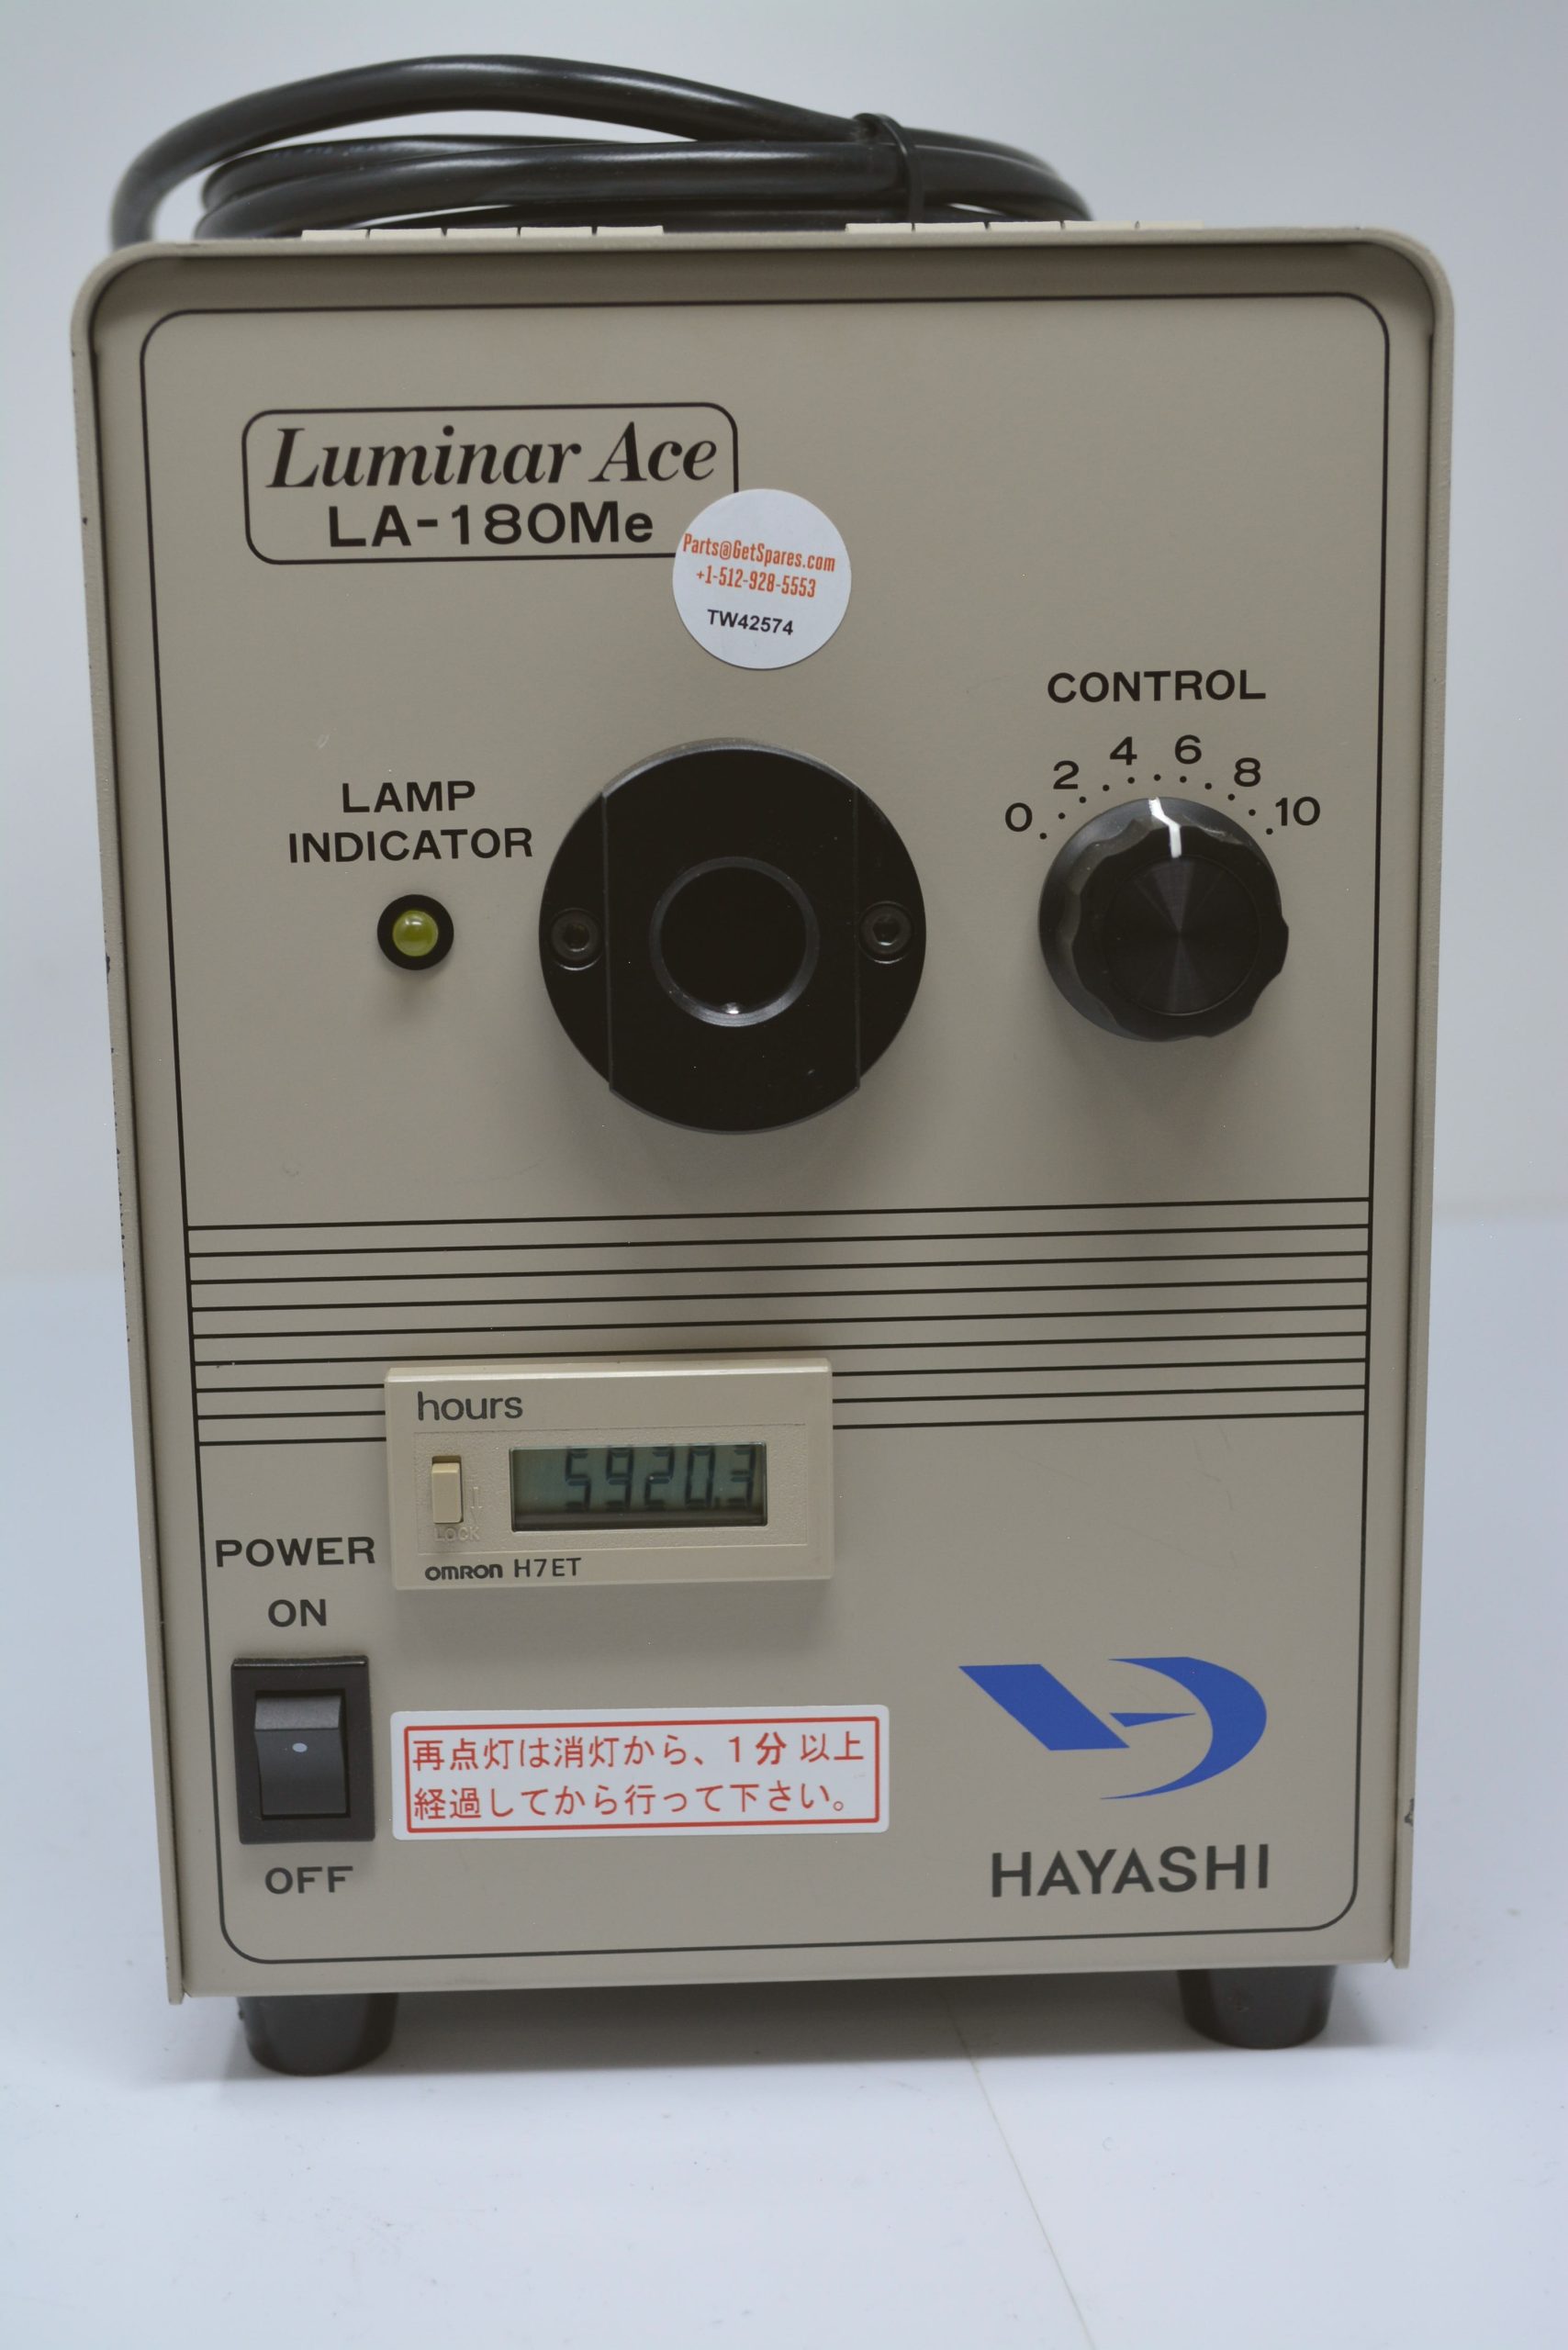 Luminar Ace
LA-180Me
Parts@GetSpares.com
+1-512-928-5553
TW42574
CONTROL
0 2 4 6 8 10
LAMP
INDICATOR
hours
5920.3
LOCK
OMRON H7ET
POWER
ON
OFF
再点灯は消灯から、1分以上
経過してから行って下さい。
HAYASHI